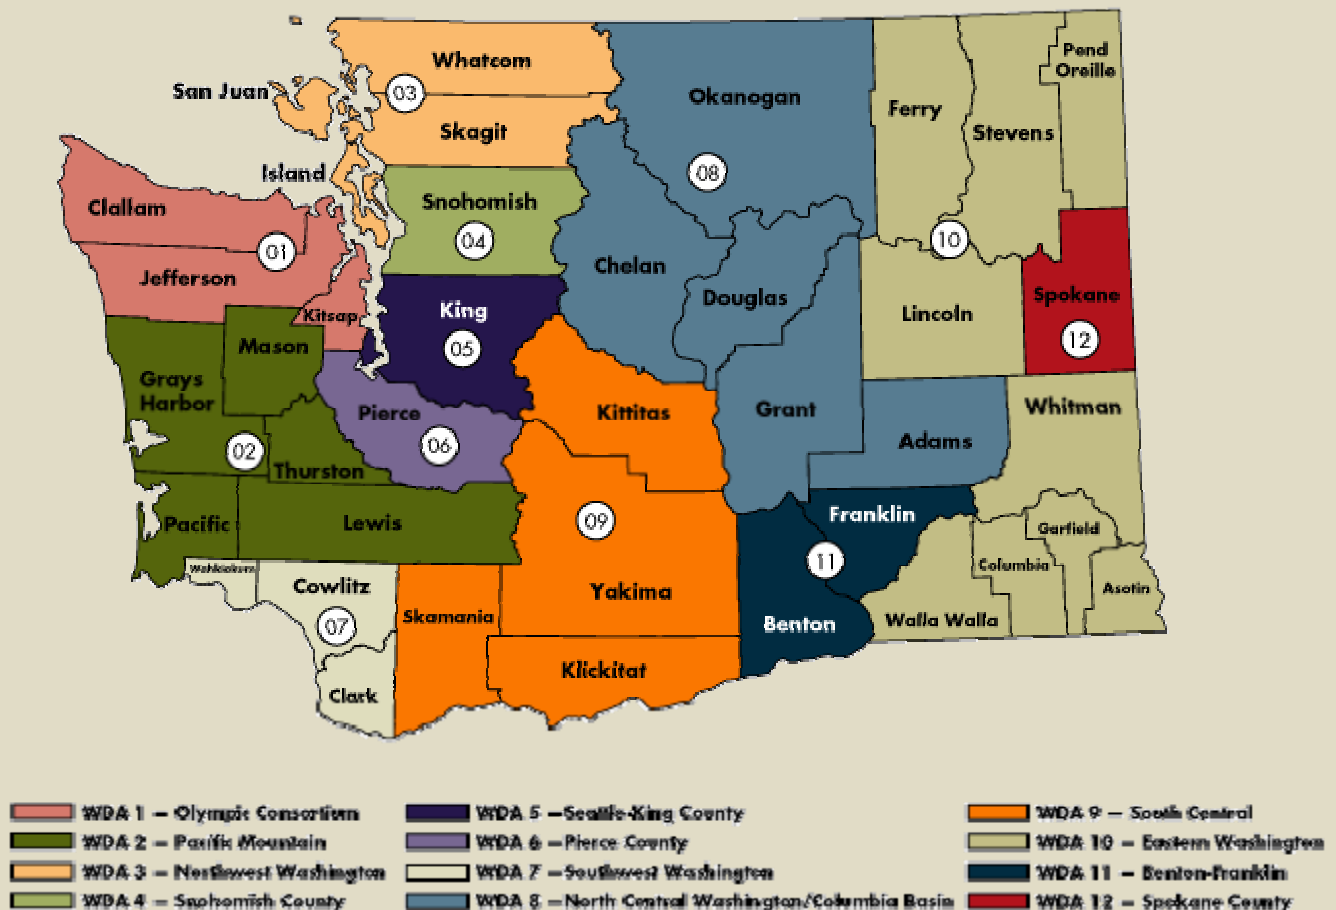 Whatcom
Pend
Oreille
San Juan
03
Okanogan
Ferry
Skagit
Stevens
Island
08
Clallam
Snohomish
04
10
01
Jefferson
Chelan
Douglas
Spokane
King
Kitsap
Lincoln
12
Mason
05
Grays
Harbor
Pierce
Kittitas
Grant
Whitman
06
Adams
02
Thurston
Pacific
Lewis
09
Franklin
Garfield
11
Columbia
Wahkiakum
Cowlitz
Asotin
Yakima
Skamania
07
Benton
Walla Walla
Klickitat
Clark
WDA 1 – Olympic Consortium
WDA 2 – Pacific Mountain
WDA 3 – Northwest Washington
WDA 4 – Snohomish County
WDA 5 –Seattle-King County
WDA 6 – Pierce County
WDA 7 –Southwest Washington
WDA 8 –North Central Washington/Columbia Basin
WDA 9 – South Central
WDA 10 – Eastern Washington
WDA 11 – Benton-Franklin
WDA 12 – Spokane County